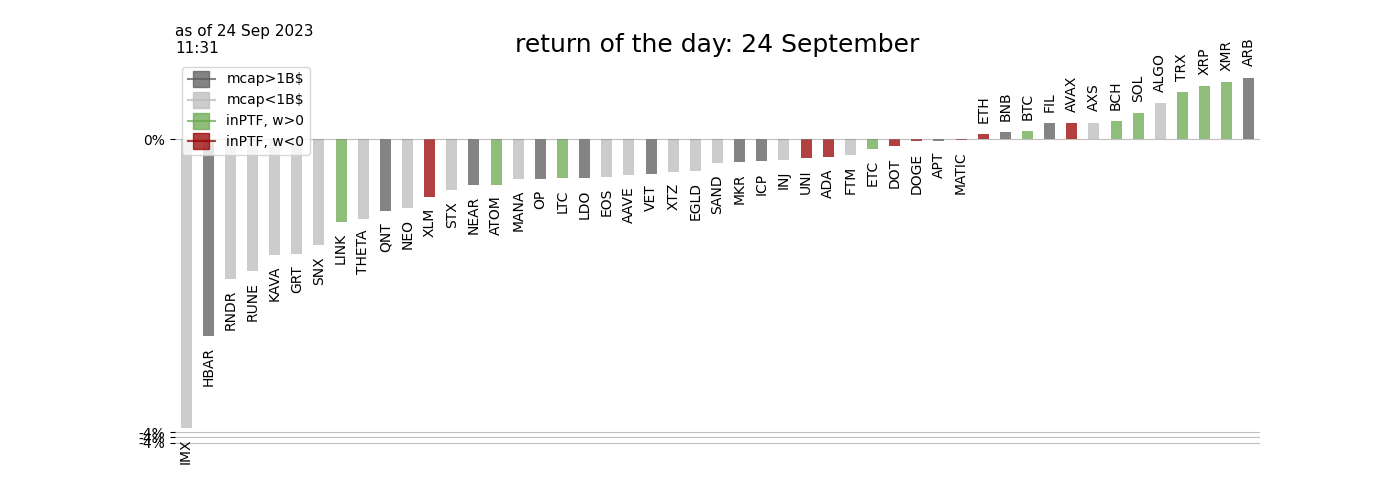 as of 24 Sep 2023
11:31
return of the day: 24 September
mcap>1B$
mcap<1B$
inPTF, w>0
inPTF, w<0
0%
-4%
-4%
-4%
IMX
HBAR
RNDR
RUNE
KAVA
GRT
SNX
LINK
THETA
QNT
NEO
XLM
STX
NEAR
ATOM
MANA
OP
LTC
LDO
EOS
AAVE
VET
XTZ
EGLD
SAND
MKR
ICP
INJ
UNI
ADA
FTM
ETC
DOT
DOGE
APT
MATIC
ETH
BNB
BTC
FIL
AVAX
AXS
BCH
SOL
ALGO
TRX
XRP
XMR
ARB